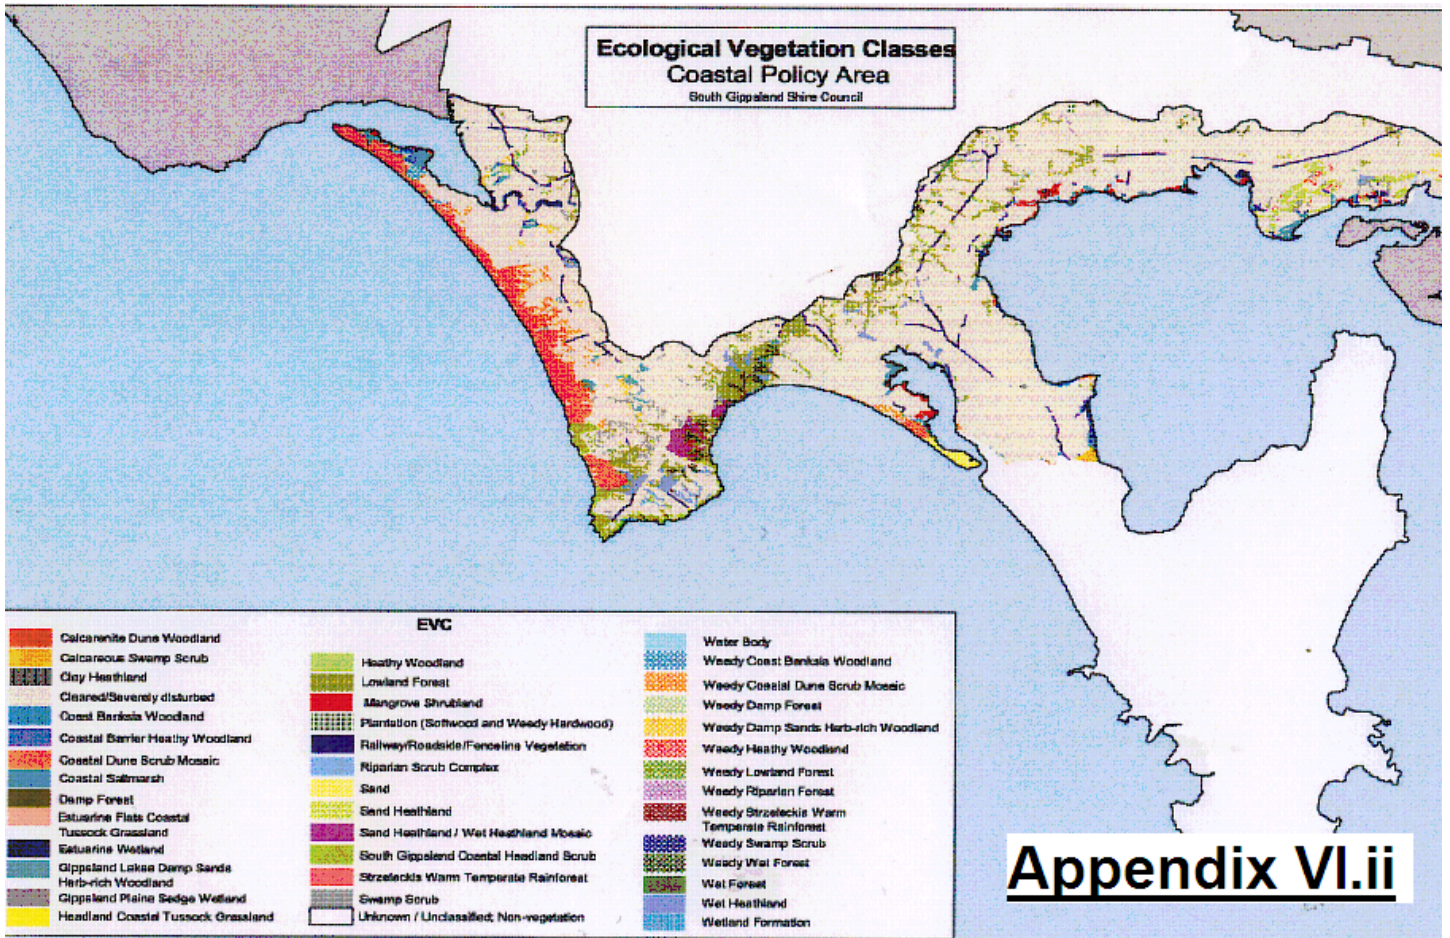 Ecological Vegetation Classes
Coastal Policy Area
South Gippsland Shire Council
EVC
Calcarenite Dune Woodland
Calcareous Swamp Scrub
Clay Heathland
Cleared/Severely disturbed
Coast Banksia Woodland
Coastal Barrier Heathy Woodland
Coastal Dune Scrub Mosaic
Coastal Saltmarsh
Damp Forest
Estuarine Flats Coastal
Tussock Grassland
Estuarine Wetland
Gippsland Lakes Damp Sands
Herb-rich Woodland
Gippsland Plains Sedge Wetland
Headland Coastal Tussock Grassland
Heathy Woodland
Lowland Forest
Mangrove Shrubland
Plantation (Softwood and Weedy Hardwood)
Railway/Roadside/Fenceline Vegetation
Riparian Scrub Complex
Sand
Sand Heathland
Sand Heathland / Wet Heathland Mosaic
South Gippsland Coastal Headland Scrub
Strzeleckis Warm Temperate Rainforest
Swamp Scrub
Unknown / Unclassified; Non-vegetation
Water Body
Weedy Coast Banksia Woodland
Weedy Coastal Dune Scrub Mosaic
Weedy Damp Forest
Weedy Damp Sands Herb-rich Woodland
Weedy Heathy Woodland
Weedy Lowland Forest
Weedy Riparian Forest
Weedy Strzeleckis Warm
Temperate Rainforest
Weedy Swamp Scrub
Weedy Wet Forest
Wet Forest
Wet Heathland
Wetland Formation
Appendix VI.ii